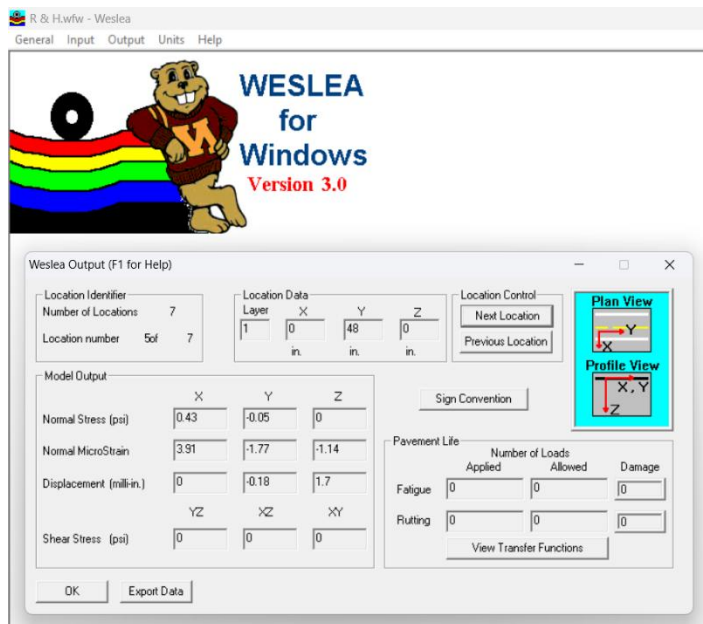 R & H.wfw - Weslea
General Input Output Units Help
M
WESLEA
for
Windows
Version 3.0
Weslea Output (F1 for Help)
Location Identifier
Number of Locations 7
Location number 5of 7
Location Data
Layer X Y Z
1 0 48 0
in. in. in.
Location Control
Next Location
Previous Location
Plan View
Y
X
Profile View
X, Y
Z
Model Output
X Y Z
Normal Stress (psi) 0.43 -0.05 0
Normal MicroStrain 3.91 -1.77 -1.14
Displacement (milli-in.) 0 -0.18 1.7
YZ XZ XY
Shear Stress (psi) 0 0 0
Sign Convention
Pavement Life
Number of Loads
Applied Allowed Damage
Fatigue 0 0 0
Rutting 0 0 0
View Transfer Functions
OK Export Data